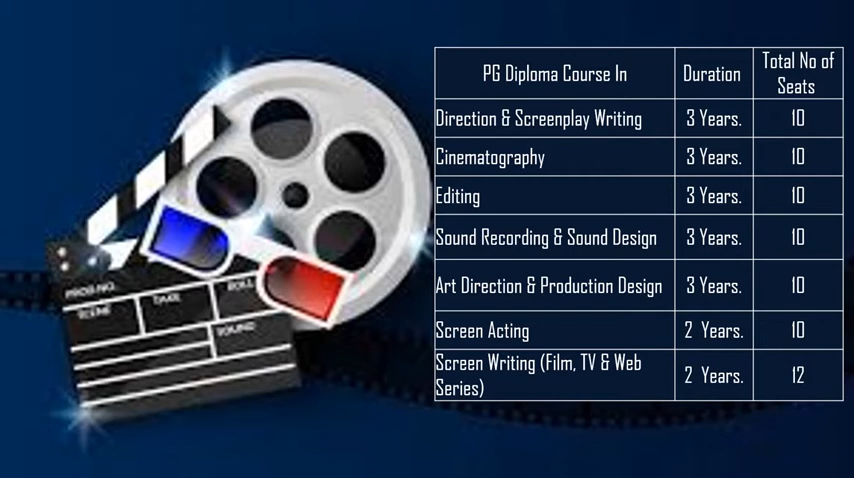 PG Diploma Course In Duration Total No of
Seats
Direction & Screenplay Writing 3 Years. 10
Cinematography 3 Years. 10
Editing 3 Years. 10
Sound Recording & Sound Design 3 Years. 10
Art Direction & Production Design 3 Years. 10
Screen Acting 2 Years. 10
Screen Writing (Film, TV & Web
Series) 2 Years. 12
PROD.NO.
SCENE TAKE ROLL
SOUND